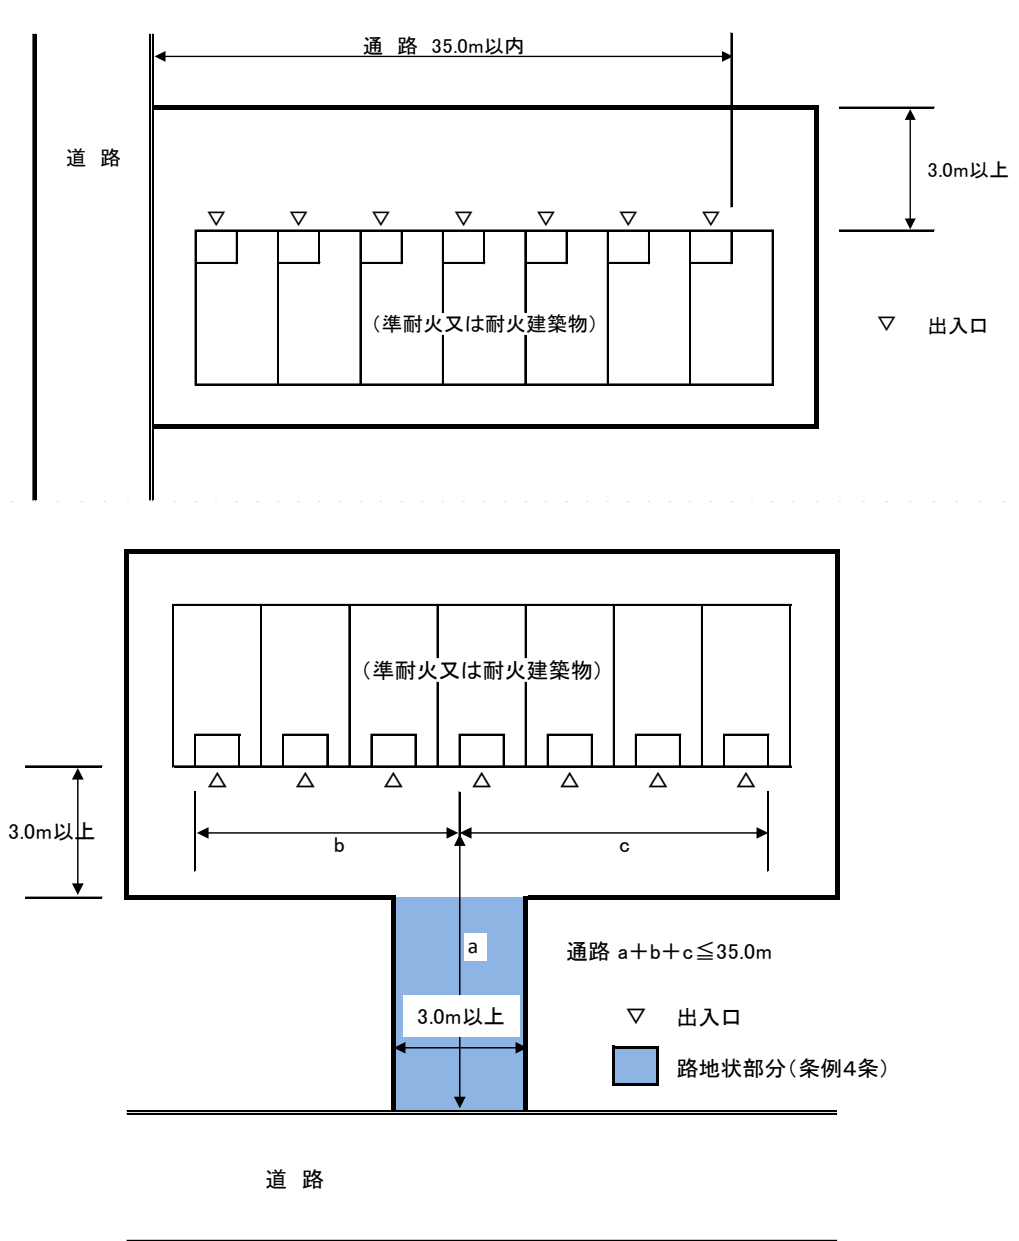 通 路 35.0m以内
道 路
3.0m以上
(準耐火又は耐火建築物)
▽ 出入口
(準耐火又は耐火建築物)
3.0m以上
b
c
a
通路 a+b+c≦35.0m
3.0m以上
▽ 出入口
路地状部分(条例4条)
道 路